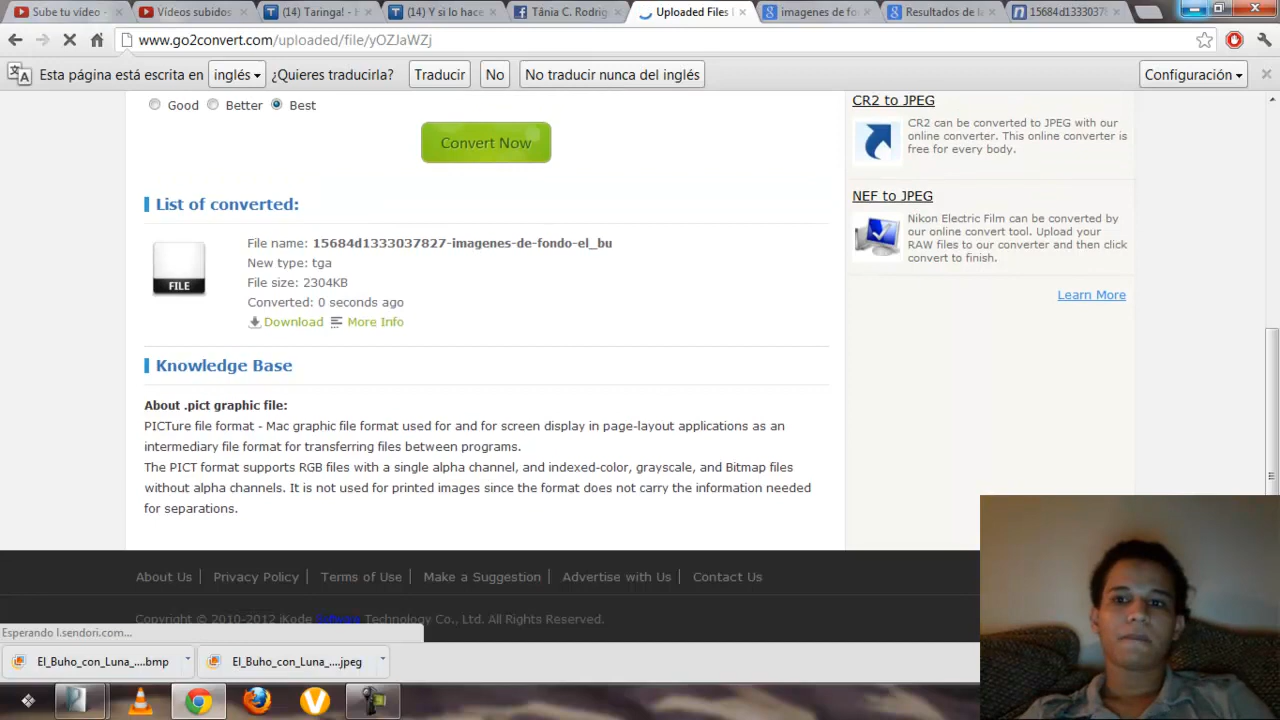 Sube tu vídeo -
Vídeos subidos
(14) Taringa! - H
(14) Y si lo hace
Tânia C. Rodrig
Uploaded Files
imagenes de fo
Resultados de l
15684d1333037
www.go2convert.com/uploaded/file/yOZJaWZj
Esta página está escrita en inglés ¿Quieres traducirla? Traducir No No traducir nunca del inglés Configuración
Good Better Best
Convert Now
List of converted:
FILE
File name: 15684d1333037827-imagenes-de-fondo-el_bu
New type: tga
File size: 2304KB
Converted: 0 seconds ago
Download More Info
Knowledge Base
About .pict graphic file:
PICTure file format - Mac graphic file format used for and for screen display in page-layout applications as an
intermediary file format for transferring files between programs.
The PICT format supports RGB files with a single alpha channel, and indexed-color, grayscale, and Bitmap files
without alpha channels. It is not used for printed images since the format does not carry the information needed
for separations.
CR2 to JPEG
CR2 can be converted to JPEG with our
online converter. This online converter is
free for every body.
NEF to JPEG
Nikon Electric Film can be converted by
our online convert tool. Upload your
RAW files to our converter and then click
convert to finish.
Learn More
About Us Privacy Policy Terms of Use Make a Suggestion Advertise with Us Contact Us
Copyright © 2010-2012 iKode Software Technology Co., Ltd. All Rights Reserved.
Esperando l.sendori.com...
El_Buho_con_Luna_....bmp
El_Buho_con_Luna_....jpeg